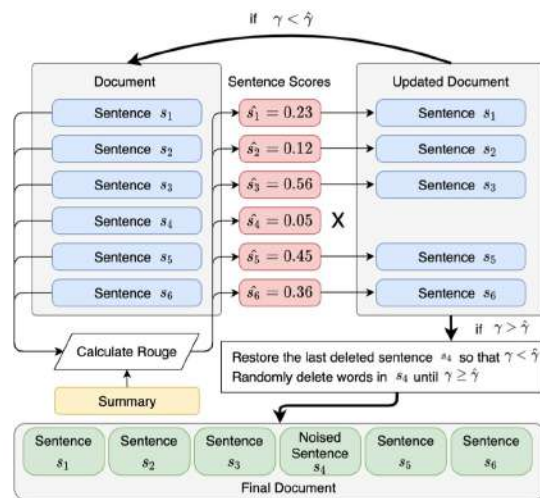 if γ < γ̂
Document
Sentence Scores
Updated Document
Sentence s₁
ŝ₁ = 0.23
Sentence s₁
Sentence s₂
ŝ₂ = 0.12
Sentence s₂
Sentence s₃
ŝ₃ = 0.56
Sentence s₃
Sentence s₄
ŝ₄ = 0.05
X
Sentence s₅
ŝ₅ = 0.45
Sentence s₅
Sentence s₆
ŝ₆ = 0.36
Sentence s₆
if γ > γ̂
Calculate Rouge
Summary
Restore the last deleted sentence s₄ so that γ < γ̂
Randomly delete words in s₄ until γ ≥ γ̂
Sentence s₁
Sentence s₂
Sentence s₃
Noised Sentence s₄
Sentence s₅
Sentence s₆
Final Document